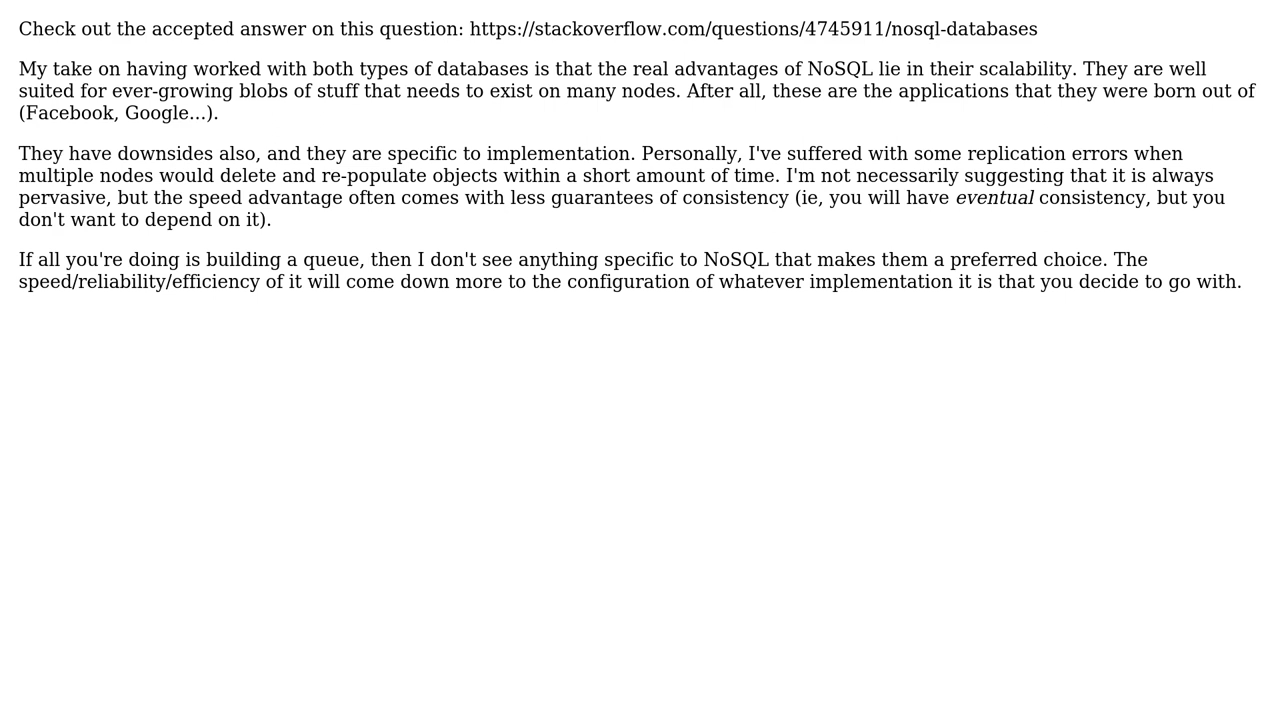 Check out the accepted answer on this question: https://stackoverflow.com/questions/4745911/nosql-databases
My take on having worked with both types of databases is that the real advantages of NoSQL lie in their scalability. They are well
suited for ever-growing blobs of stuff that needs to exist on many nodes. After all, these are the applications that they were born out of
(Facebook, Google...).
They have downsides also, and they are specific to implementation. Personally, I've suffered with some replication errors when
multiple nodes would delete and re-populate objects within a short amount of time. I'm not necessarily suggesting that it is always
pervasive, but the speed advantage often comes with less guarantees of consistency (ie, you will have eventual consistency, but you
don't want to depend on it).
If all you're doing is building a queue, then I don't see anything specific to NoSQL that makes them a preferred choice. The
speed/reliability/efficiency of it will come down more to the configuration of whatever implementation it is that you decide to go with.